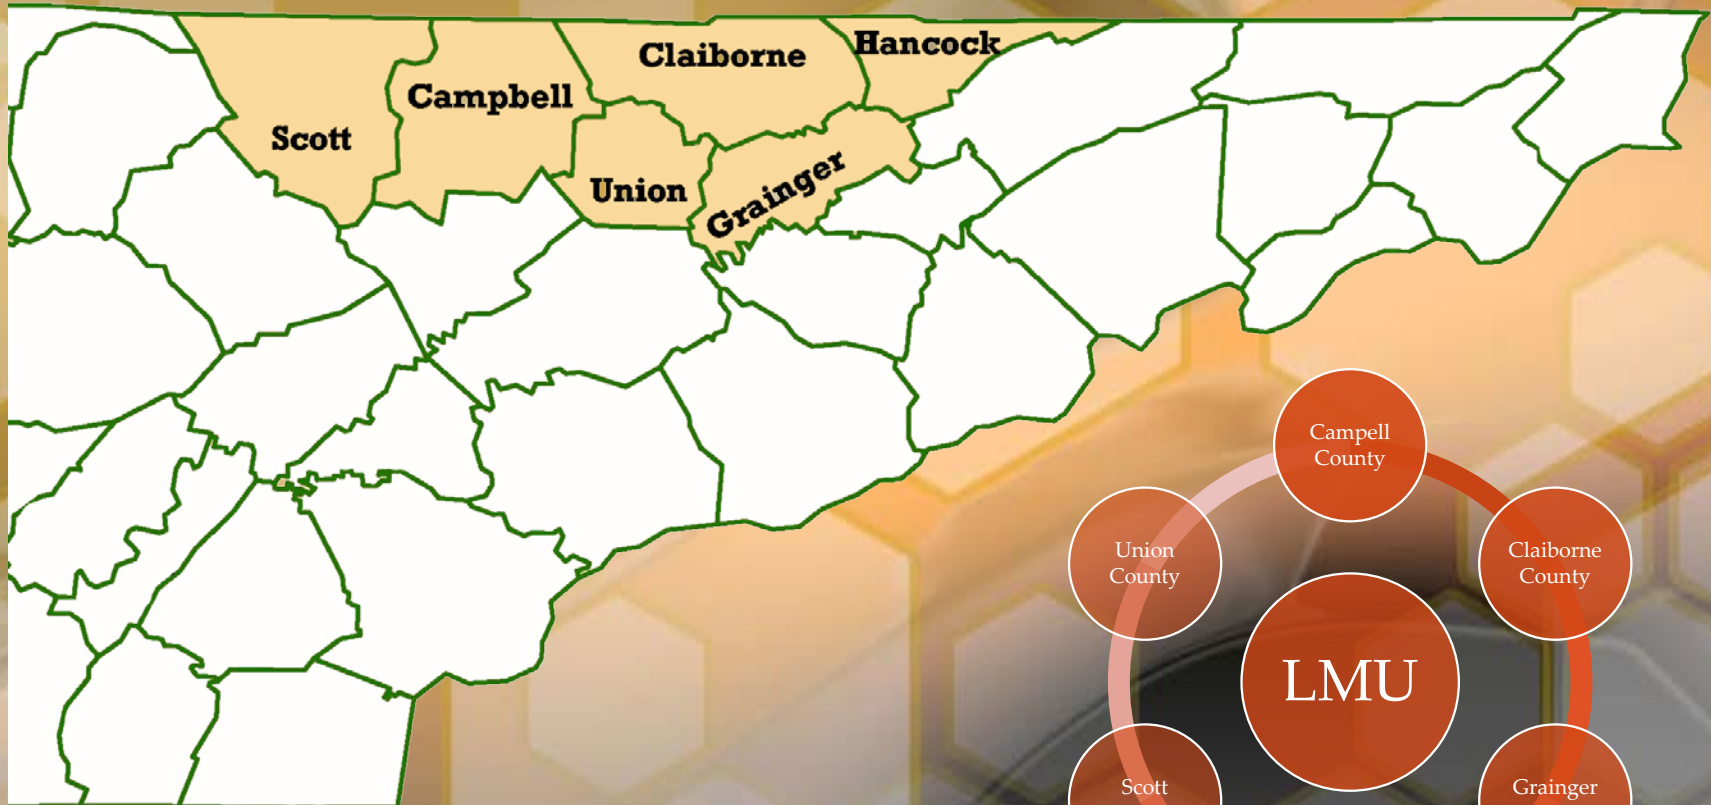 Claiborne
Hancock
Campbell
Scott
Union
Grainger
Campell
County
Union
County
Claiborne
County
LMU
Scott
Grainger